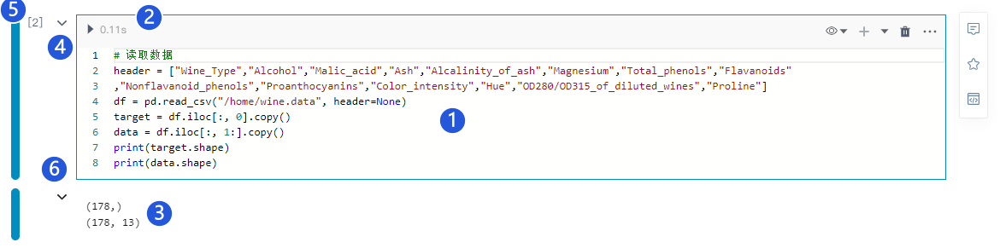 5
[2]
2
0.11s
4
1 # 读取数据
2 header = ["Wine_Type","Alcohol","Malic_acid","Ash","Alcalinity_of_ash","Magnesium","Total_phenols","Flavanoids"
3 ,"Nonflavanoid_phenols","Proanthocyanins","Color_intensity","Hue","OD280/OD315_of_diluted_wines","Proline"]
4 df = pd.read_csv("/home/wine.data", header=None)
5 target = df.iloc[:, 0].copy()
1
6 data = df.iloc[:, 1:].copy()
7 print(target.shape)
8 print(data.shape)
6
(178,)
(178, 13)
3